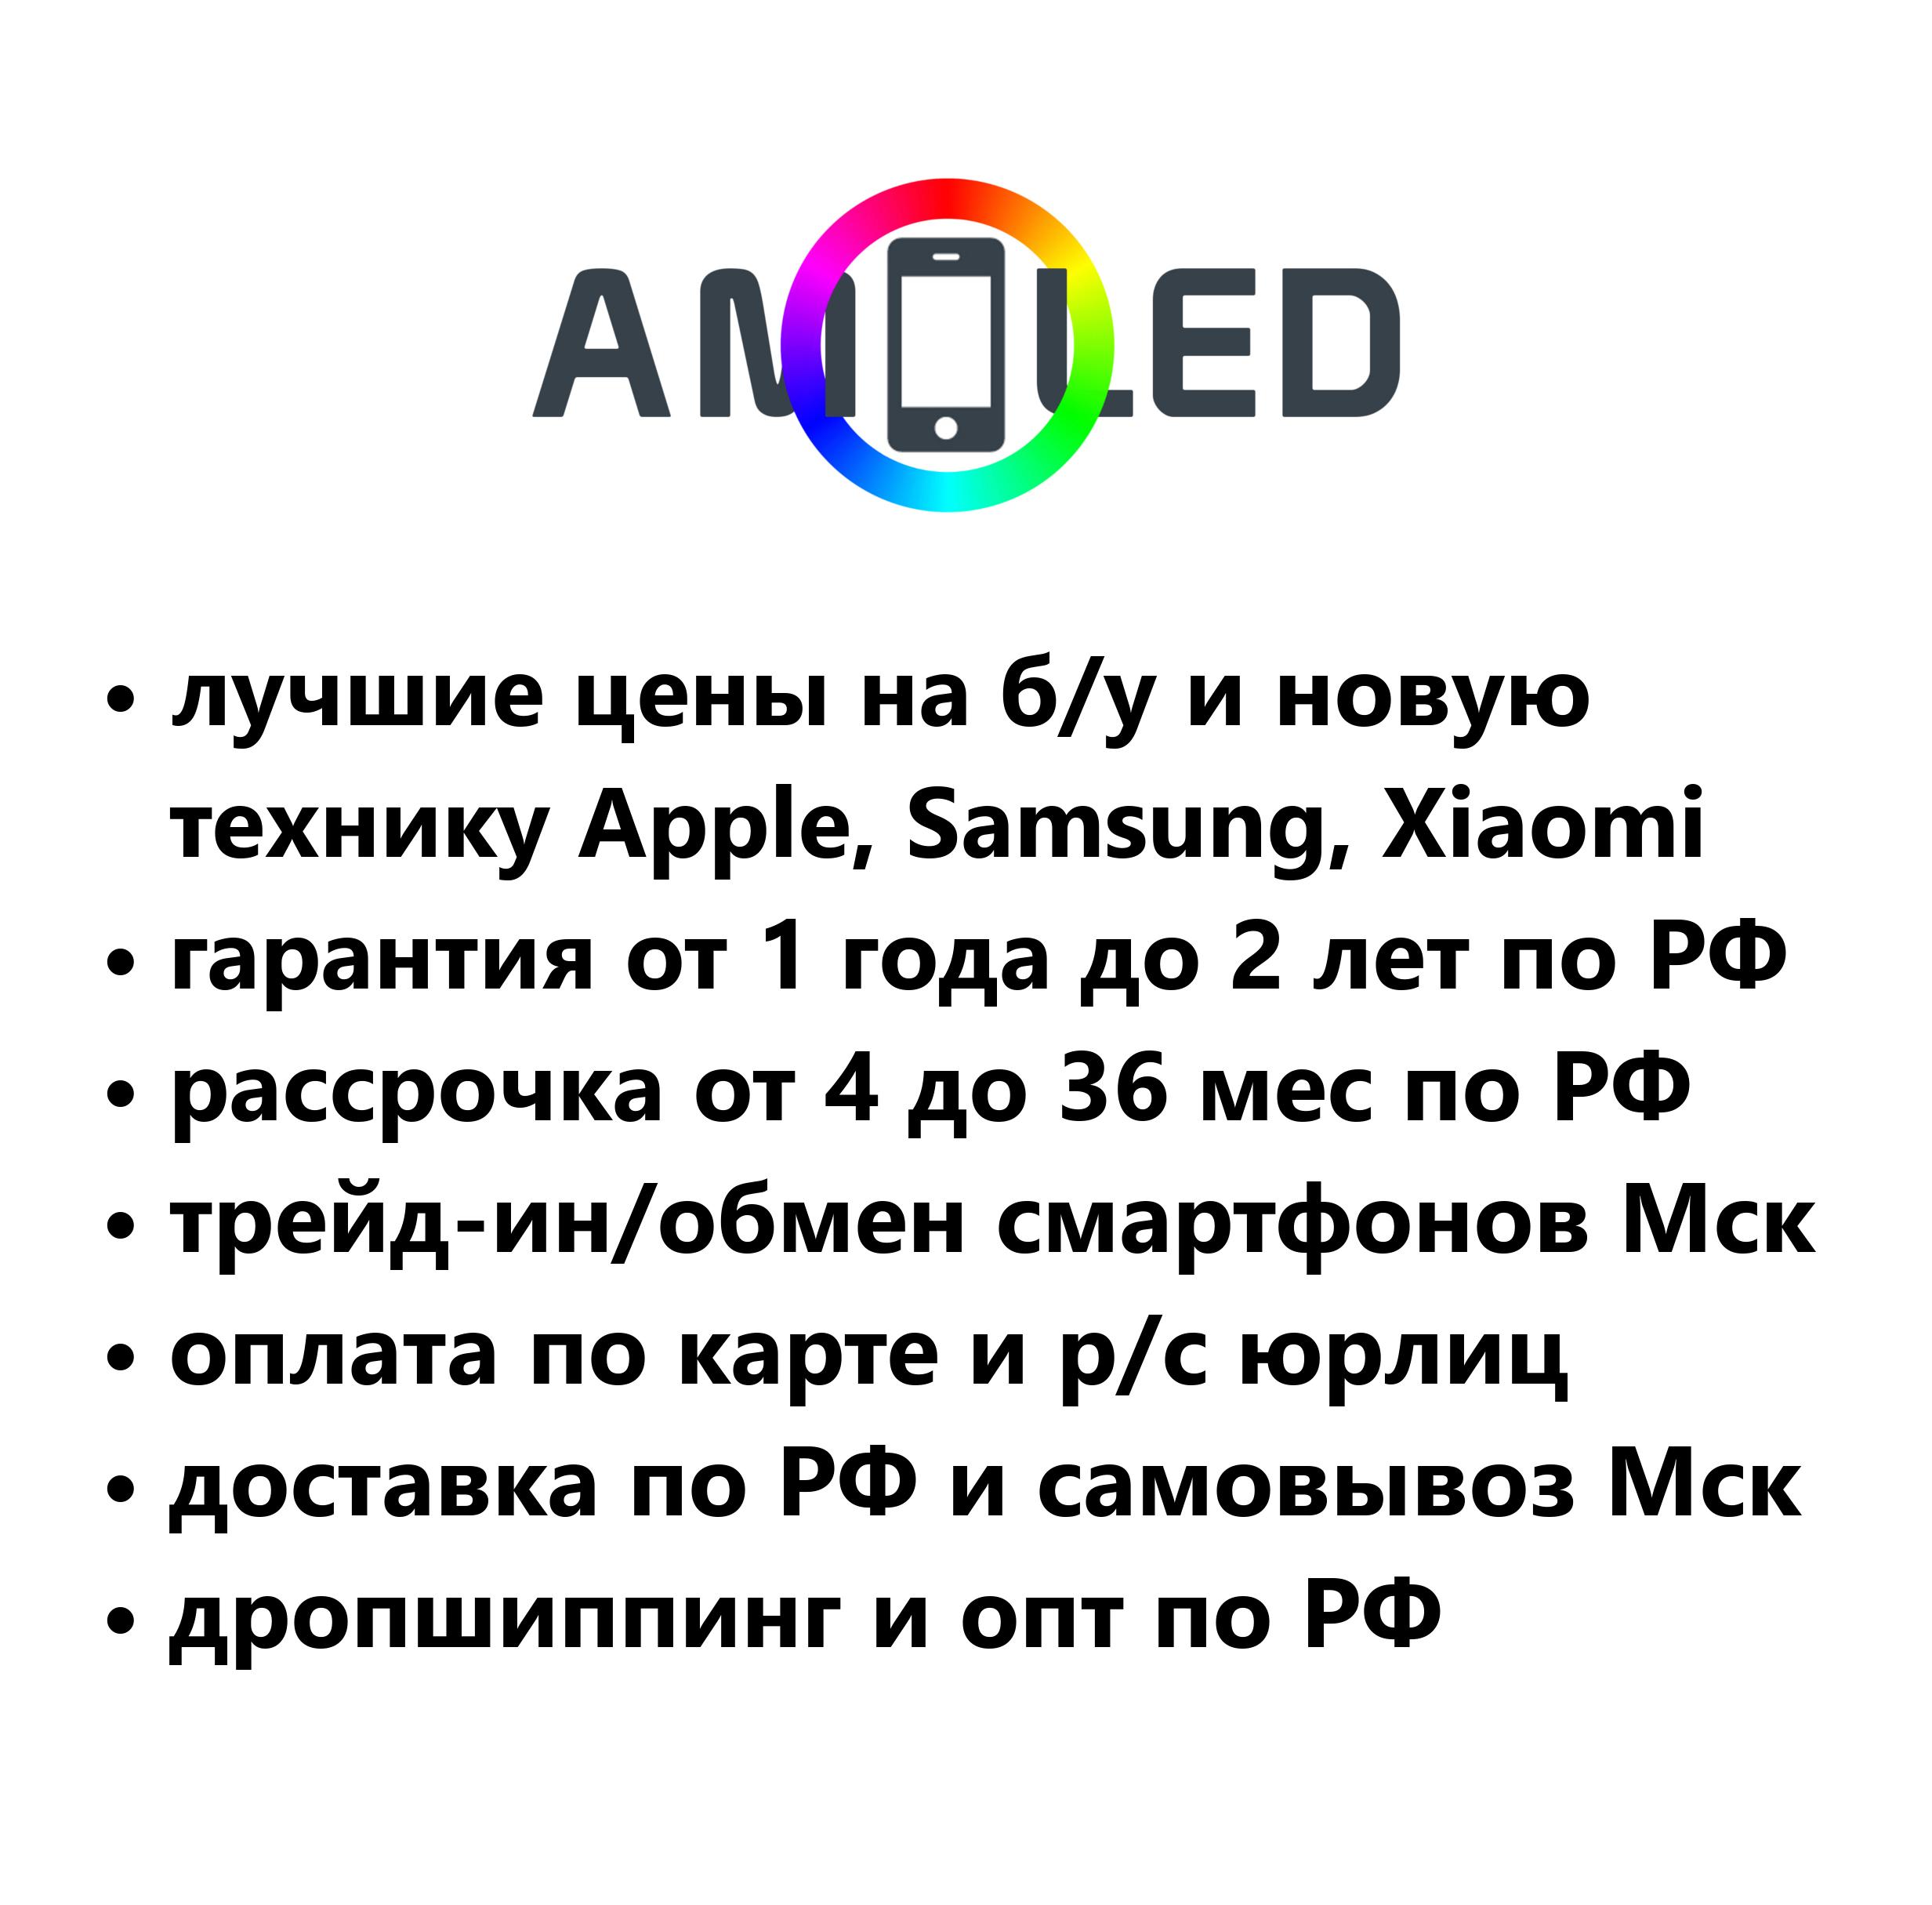 AMOLED
• лучшие цены на б/у и новую
технику Apple, Samsung, Xiaomi
• гарантия от 1 года до 2 лет по РФ
• рассрочка от 4 до 36 мес по РФ
• трейд-ин/обмен смартфонов Мск
• оплата по карте и р/с юрлиц
• доставка по РФ и самовывоз Мск
• дропшиппинг и опт по РФ